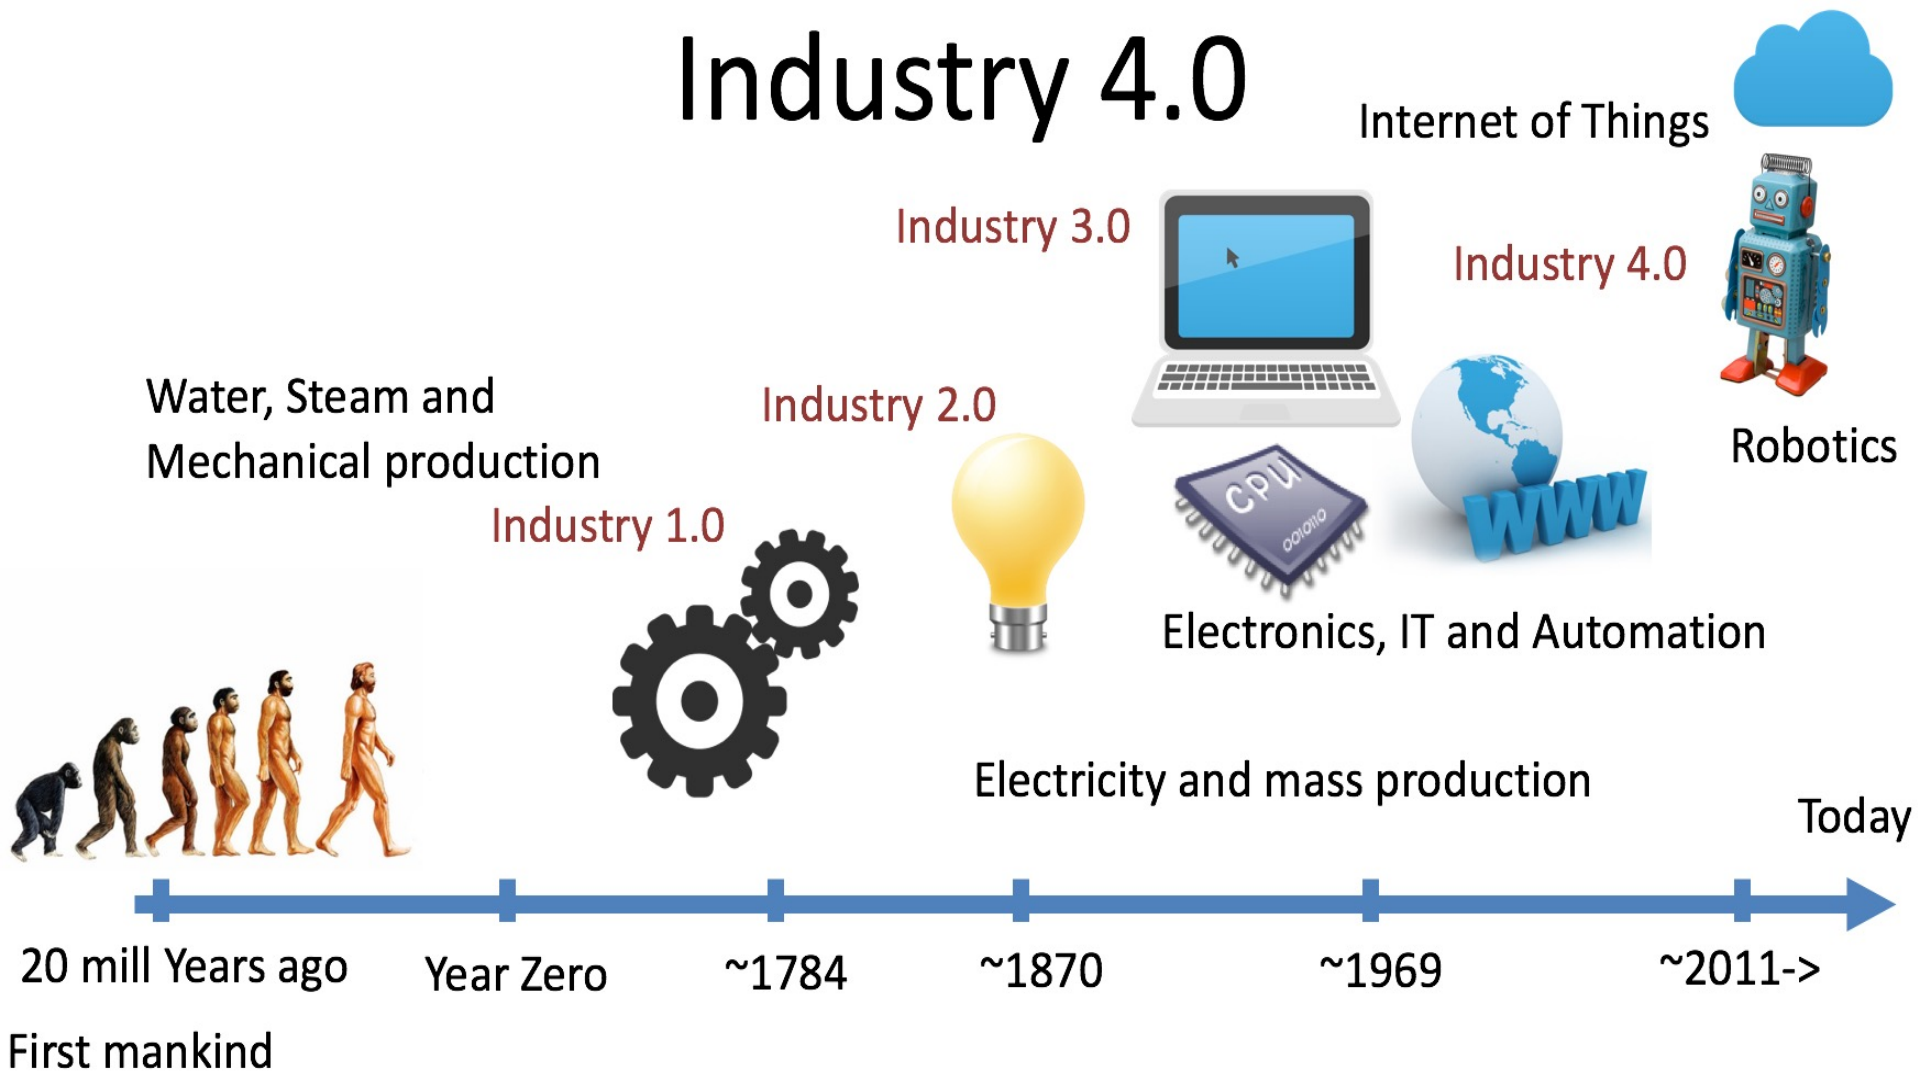 Industry 4.0
Internet of Things
Industry 3.0
Industry 4.0
Water, Steam and
Mechanical production
Industry 2.0
Robotics
Industry 1.0
CPU
0010110
WWW
Electronics, IT and Automation
Electricity and mass production
Today
20 mill Years ago
Year Zero
~1784
~1870
~1969
~2011->
First mankind